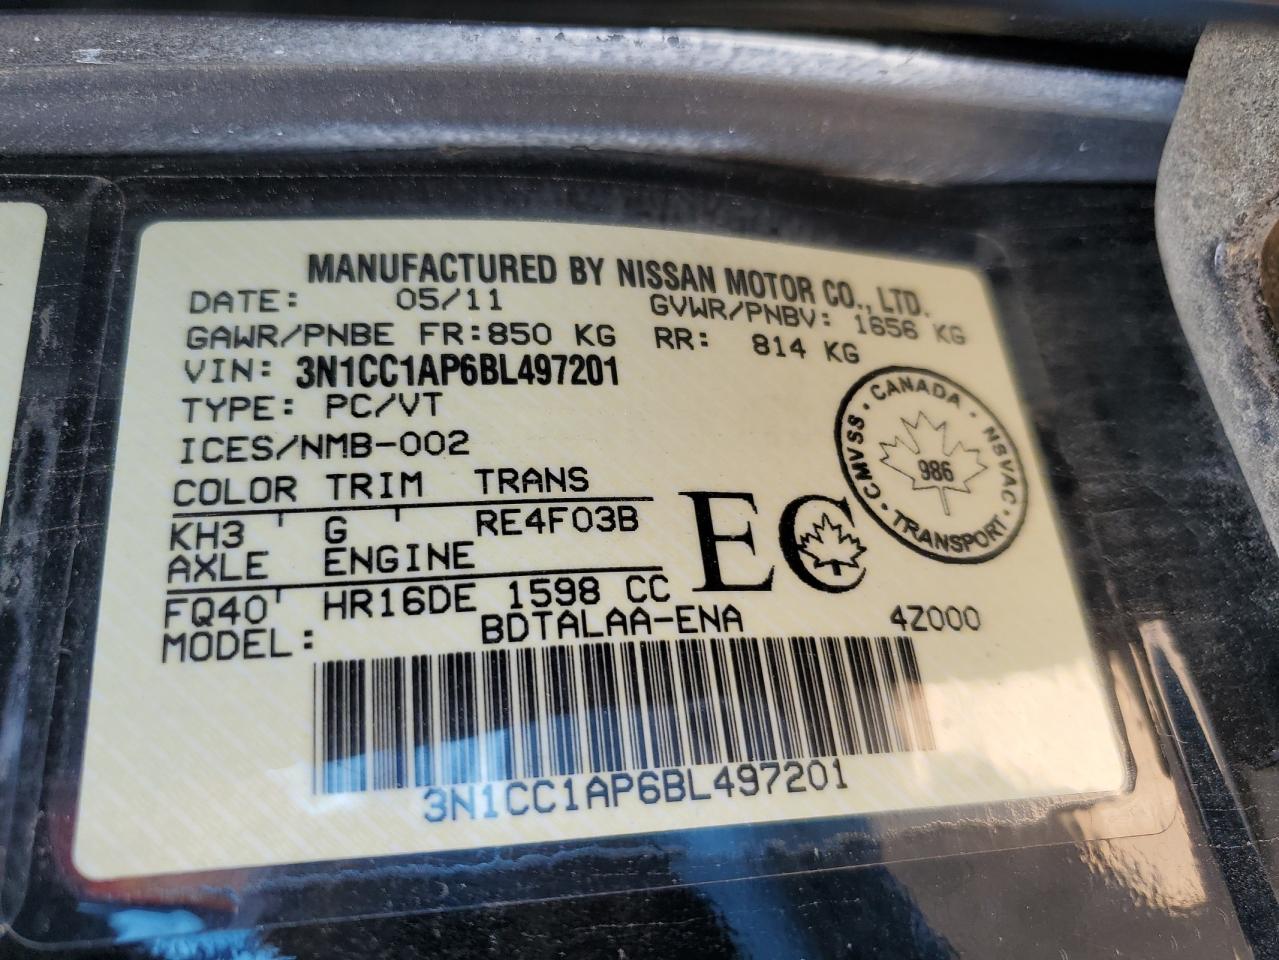 MANUFACTURED BY NISSAN MOTOR CO., LTD.
DATE: 05/11 GVWR/PNBV: 1656 KG
GAWR/PNBE FR:850 KG RR: 814 KG
VIN: 3N1CC1AP6BL497201
TYPE: PC/VT
ICES/NMB-002
COLOR TRIM TRANS
KH3 ' G ' RE4F03B
AXLE ENGINE
FQ40' HR16DE 1598 CC
MODEL: BDTALAA-ENA 4Z000
EC
CANADA · NSVAC · TRANSPORT · CMVSS ·
986
3N1CC1AP6BL497201